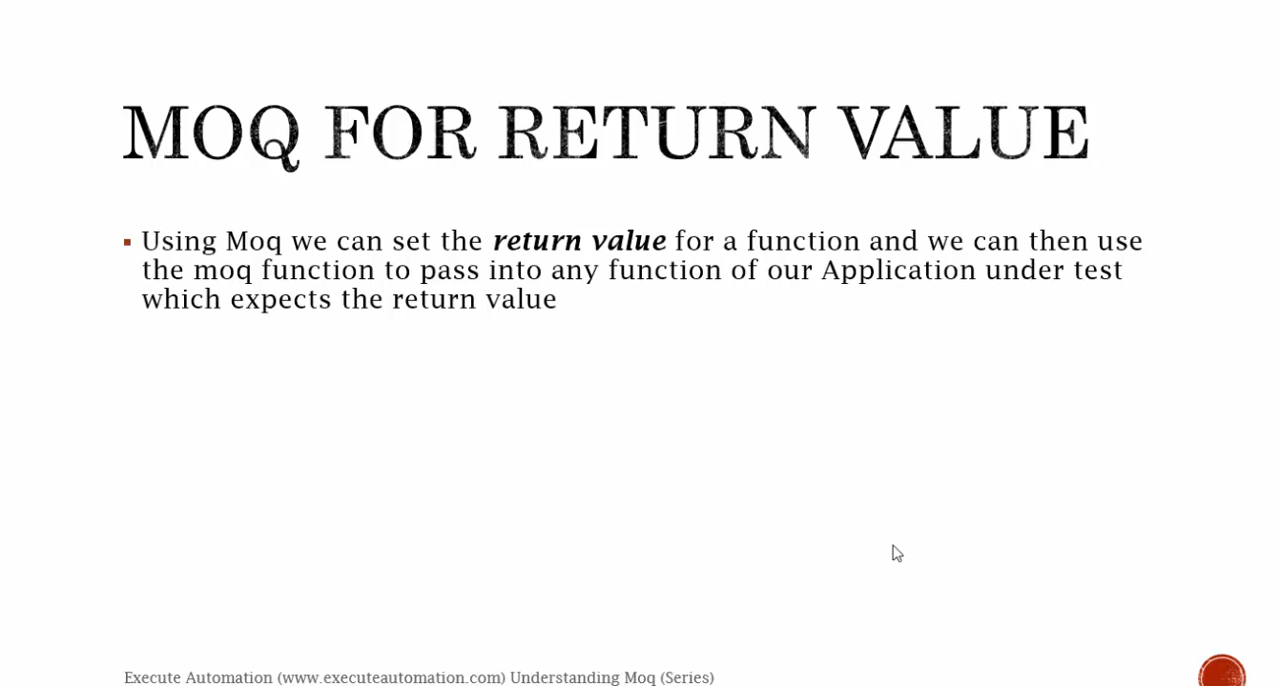 MOQ FOR RETURN VALUE
Using Moq we can set the return value for a function and we can then use
the moq function to pass into any function of our Application under test
which expects the return value
Execute Automation (www.executeautomation.com) Understanding Moq (Series)